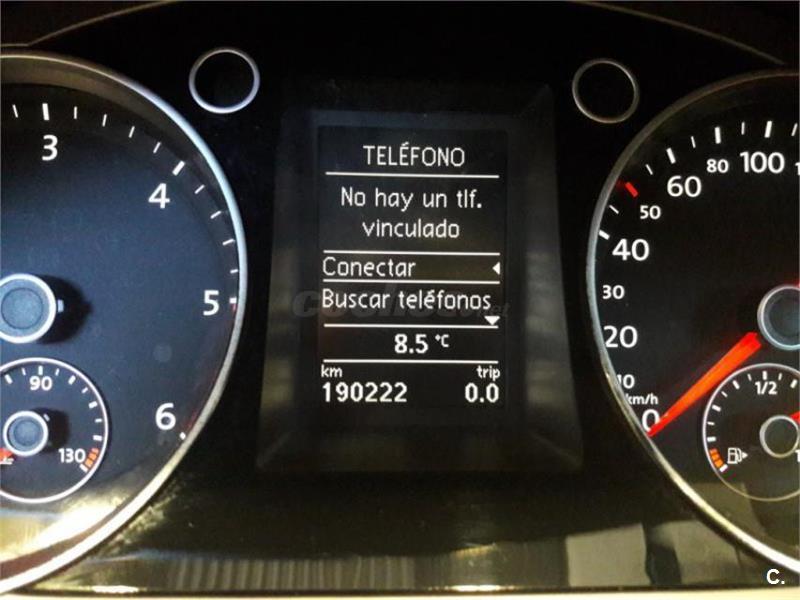 TELÉFONO
No hay un tlf.
vinculado
Conectar
Buscar teléfonos
8.5 °C
km trip
190222 0.0
3
4
5
6
90
130
100
80
60
50
40
30
20
10
km/h
0
1/2
C.